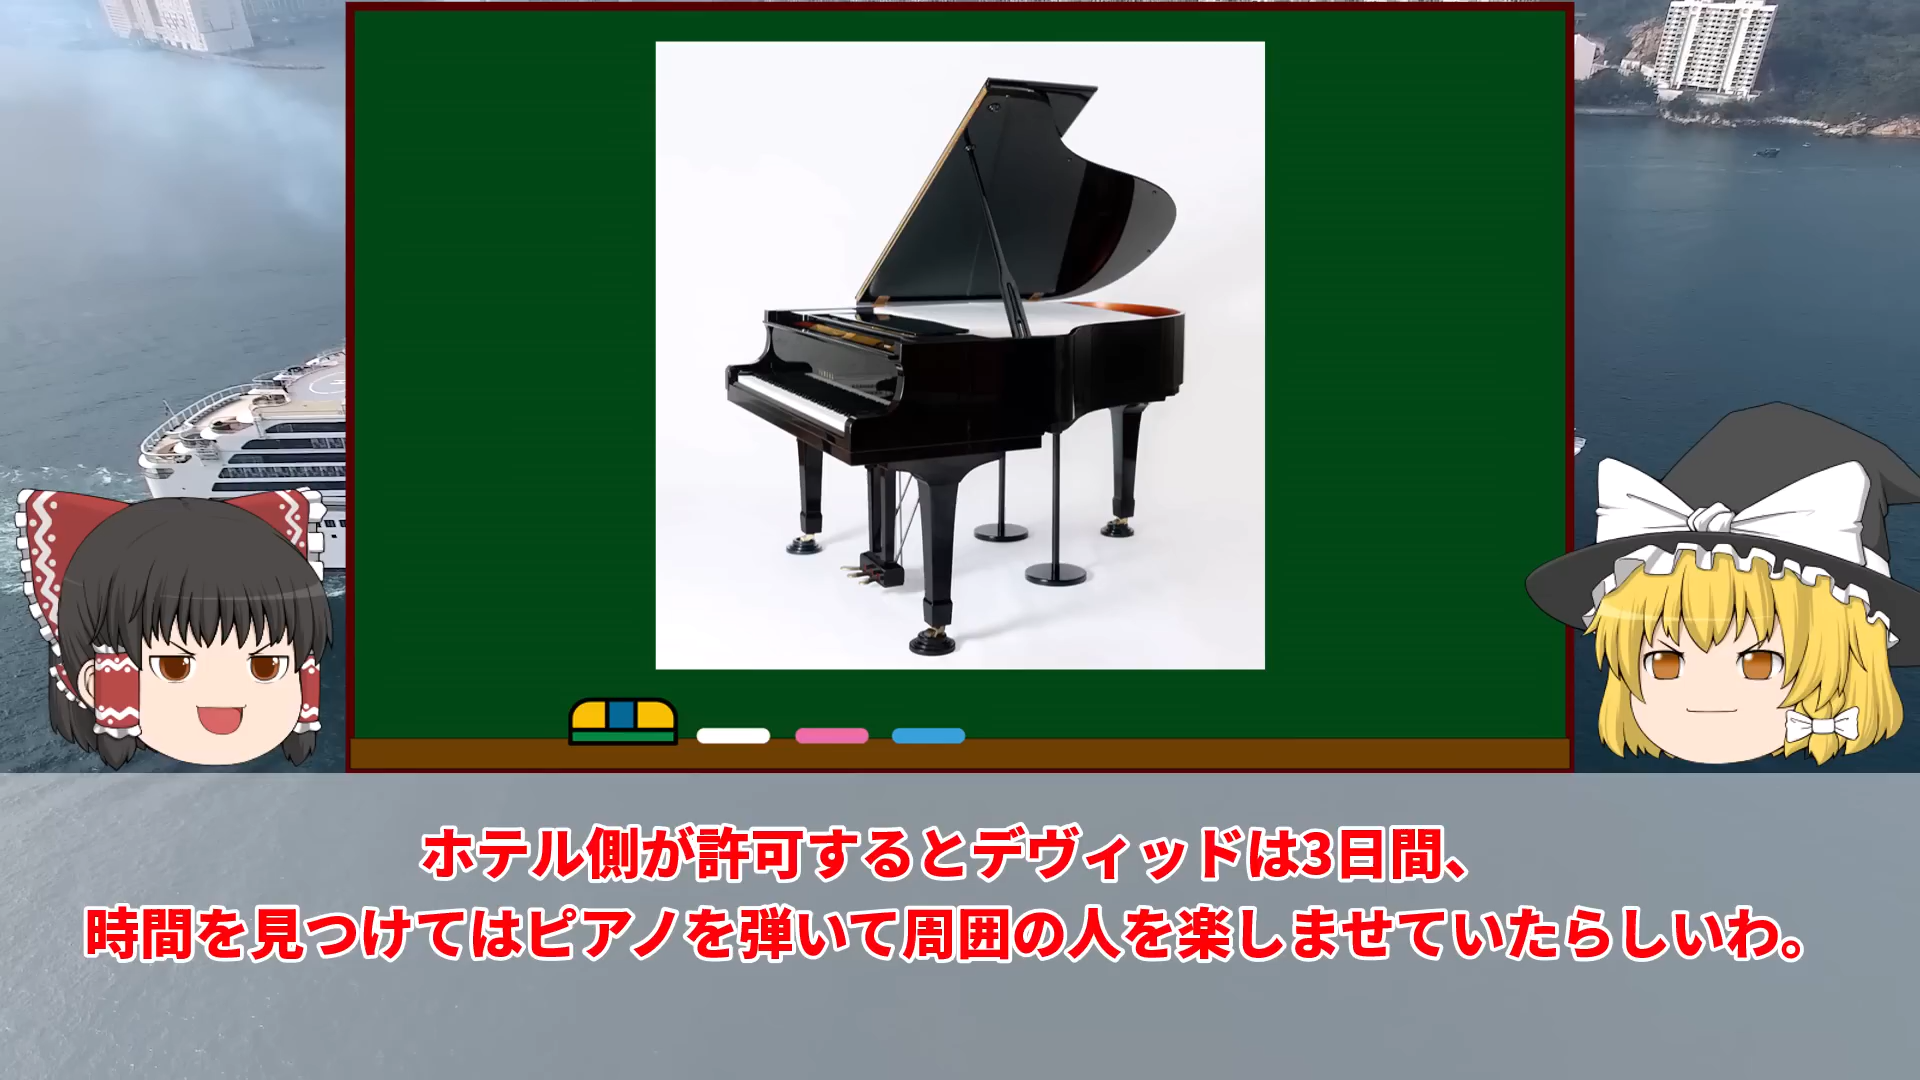 ホテル側が許可するとデヴィッドは3日間、
時間を見つけてはピアノを弾いて周囲の人を楽しませていたらしいわ。